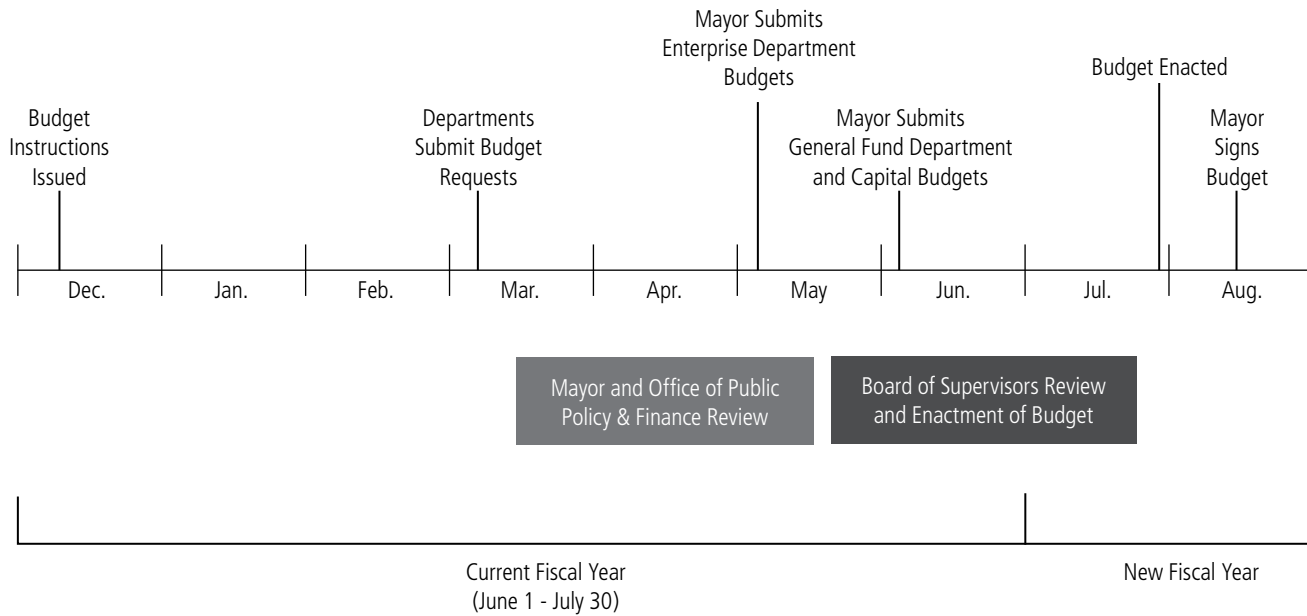 Mayor Submits
Enterprise Department
Budgets
Budget Enacted
Budget
Instructions
Issued
Departments
Submit Budget
Requests
Mayor Submits
General Fund Department
and Capital Budgets
Mayor
Signs
Budget
Dec.
Jan.
Feb.
Mar.
Apr.
May
Jun.
Jul.
Aug.
Mayor and Office of Public
Policy & Finance Review
Board of Supervisors Review
and Enactment of Budget
Current Fiscal Year
(June 1 - July 30)
New Fiscal Year